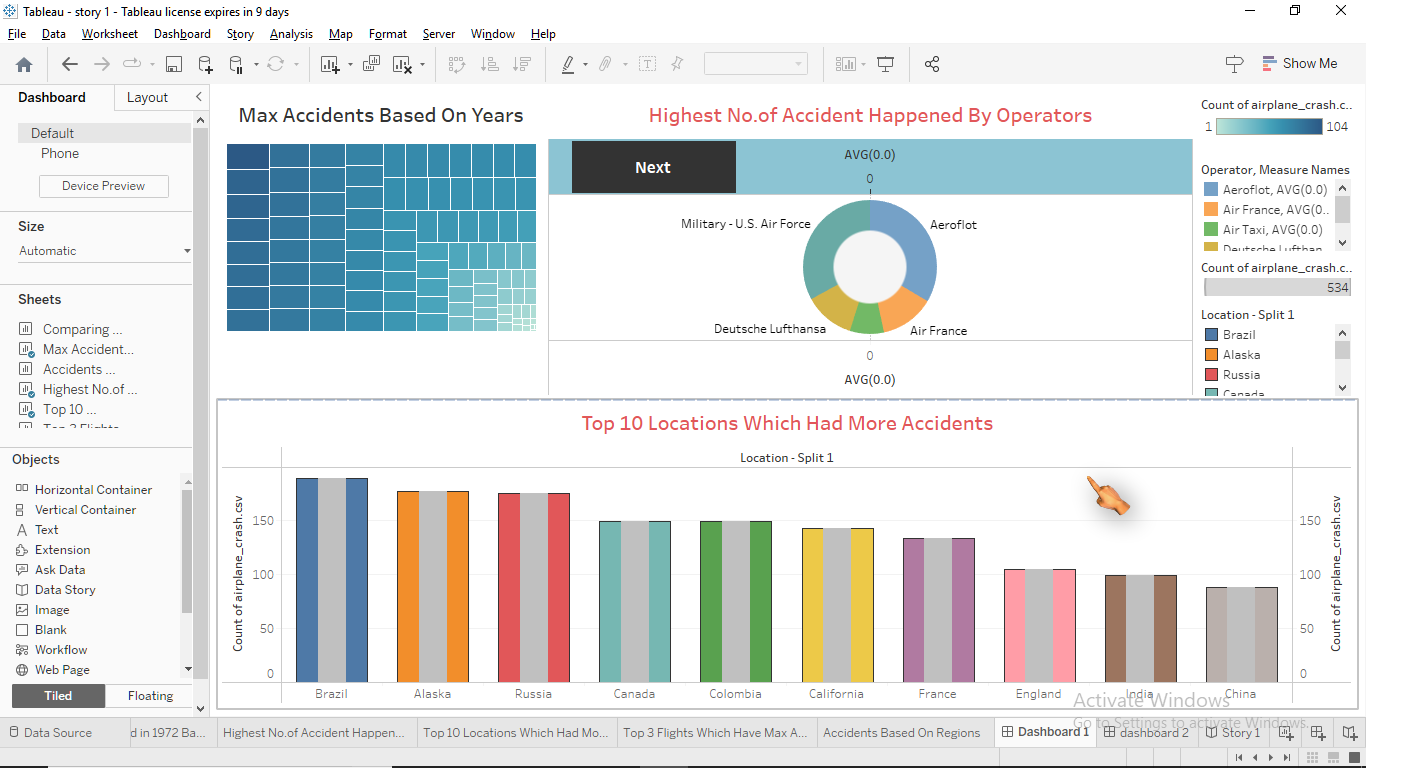 Tableau - story 1 - Tableau license expires in 9 days
File Data Worksheet Dashboard Story Analysis Map Format Server Window Help
Show Me
Dashboard Layout
Default
Phone
Device Preview
Size
Automatic
Sheets
Comparing ...
Max Accident...
Accidents ...
Highest No.of ...
Top 10 ...
Top 3 Flights
Objects
Horizontal Container
Vertical Container
Text
Extension
Ask Data
Data Story
Image
Blank
Workflow
Web Page
Tiled Floating
Max Accidents Based On Years
Highest No.of Accident Happened By Operators
Next
AVG(0.0)
0
Military - U.S. Air Force
Aeroflot
Deutsche Lufthansa
Air France
0
AVG(0.0)
Count of airplane_crash.c..
1 104
Operator, Measure Names
Aeroflot, AVG(0.0)
Air France, AVG(0..
Air Taxi, AVG(0.0)
Deutsche Lufthan
Count of airplane_crash.c..
534
Location - Split 1
Brazil
Alaska
Russia
Canada
Top 10 Locations Which Had More Accidents
Location - Split 1
Count of airplane_crash.csv
150
100
50
0
Brazil Alaska Russia Canada Colombia California France England India China
150
100
50
0
Count of airplane_crash.csv
Activate Windows
Go to Settings to activate Windows.
Data Source d in 1972 Ba... Highest No.of Accident Happen... Top 10 Locations Which Had Mo... Top 3 Flights Which Have Max A... Accidents Based On Regions Dashboard 1 dashboard 2 Story 1